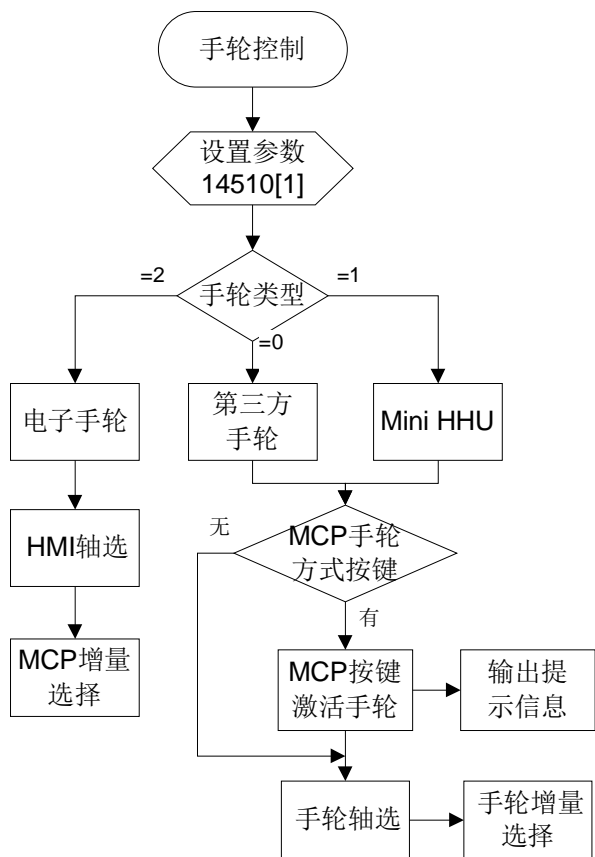 手轮控制
设置参数
14510[1]
=2
手轮类型
=1
=0
电子手轮
第三方
手轮
Mini HHU
无
MCP手轮
方式按键
HMI轴选
有
MCP增量
选择
MCP按键
激活手轮
输出提
示信息
手轮轴选
手轮增量
选择